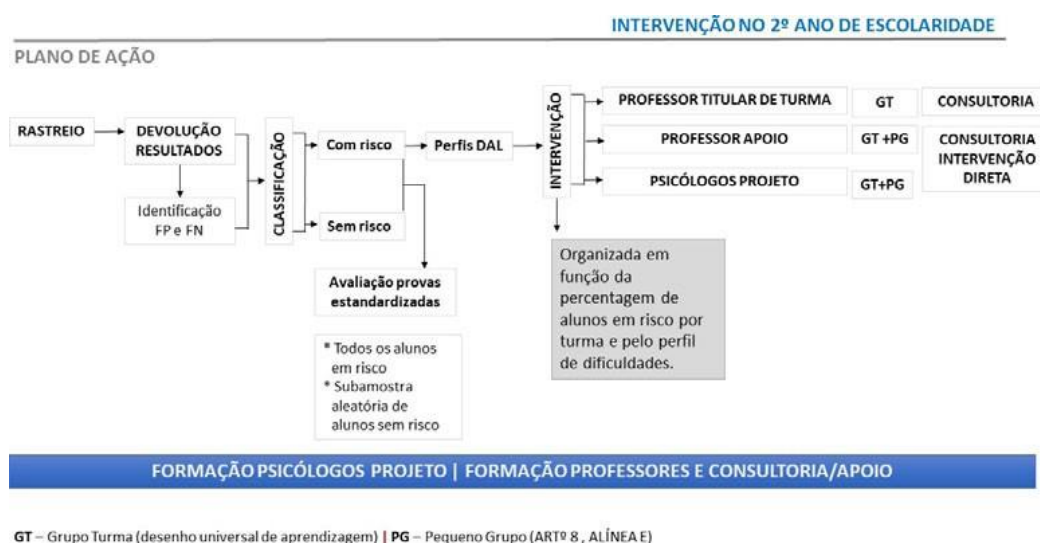 INTERVENÇÃO NO 2º ANO DE ESCOLARIDADE
PLANO DE AÇÃO
RASTREIO
DEVOLUÇÃO
RESULTADOS
Identificação
FP e FN
CLASSIFICAÇÃO
Com risco
Sem risco
Perfis DAL
Avaliação provas
estandardizadas
* Todos os alunos
em risco
* Subamostra
aleatória de
alunos sem risco
INTERVENÇÃO
PROFESSOR TITULAR DE TURMA
GT
CONSULTORIA
PROFESSOR APOIO
GT +PG
CONSULTORIA
INTERVENÇÃO
DIRETA
PSICÓLOGOS PROJETO
GT+PG
Organizada em
função da
percentagem de
alunos em risco por
turma e pelo perfil
de dificuldades.
FORMAÇÃO PSICÓLOGOS PROJETO | FORMAÇÃO PROFESSORES E CONSULTORIA/APOIO
GT – Grupo Turma (desenho universal de aprendizagem) | PG – Pequeno Grupo (ARTº 8 , ALÍNEA E)